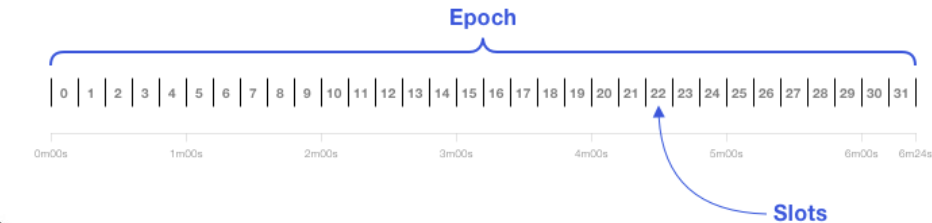 Epoch
0 1 2 3 4 5 6 7 8 9 10 11 12 13 14 15 16 17 18 19 20 21 22 23 24 25 26 27 28 29 30 31
0m00s 1m00s 2m00s 3m00s 4m00s 5m00s 6m00s 6m24s
Slots